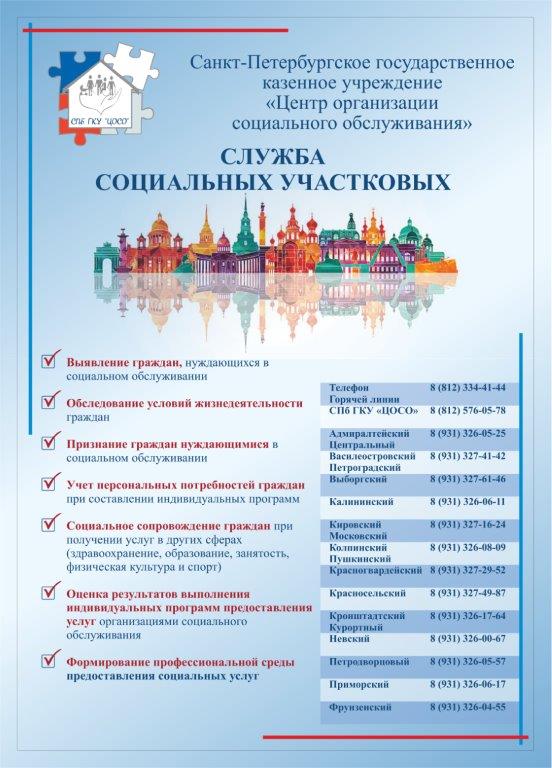 СПБ ГКУ "ЦОСО"
Санкт-Петербургское государственное
казенное учреждение
«Центр организации
социального обслуживания»
СЛУЖБА
СОЦИАЛЬНЫХ УЧАСТКОВЫХ
Выявление граждан, нуждающихся в
социальном обслуживании
Обследование условий жизнедеятельности
граждан
Признание граждан нуждающимися в
социальном обслуживании
Учет персональных потребностей граждан
при составлении индивидуальных программ
Социальное сопровождение граждан при
получении услуг в других сферах
(здравоохранение, образование, занятость,
физическая культура и спорт)
Оценка результатов выполнения
индивидуальных программ предоставления
услуг организациями социального
обслуживания
Формирование профессиональной среды
предоставления социальных услуг
Телефон 8 (812) 334-41-44
Горячей линии
СПб ГКУ «ЦОСО» 8 (812) 576-05-78
Адмиралтейский 8 (931) 326-05-25
Центральный
Василеостровский 8 (931) 327-41-42
Петроградский
Выборгский 8 (931) 327-61-46
Калининский 8 (931) 326-06-11
Кировский 8 (931) 327-16-24
Московский
Колпинский 8 (931) 326-08-09
Пушкинский
Красногвардейский 8 (931) 327-29-52
Красносельский 8 (931) 327-49-87
Кронштадтский 8 (931) 326-17-64
Курортный
Невский 8 (931) 326-00-67
Петродворцовый 8 (931) 326-05-57
Приморский 8 (931) 326-06-17
Фрунзенский 8 (931) 326-04-55